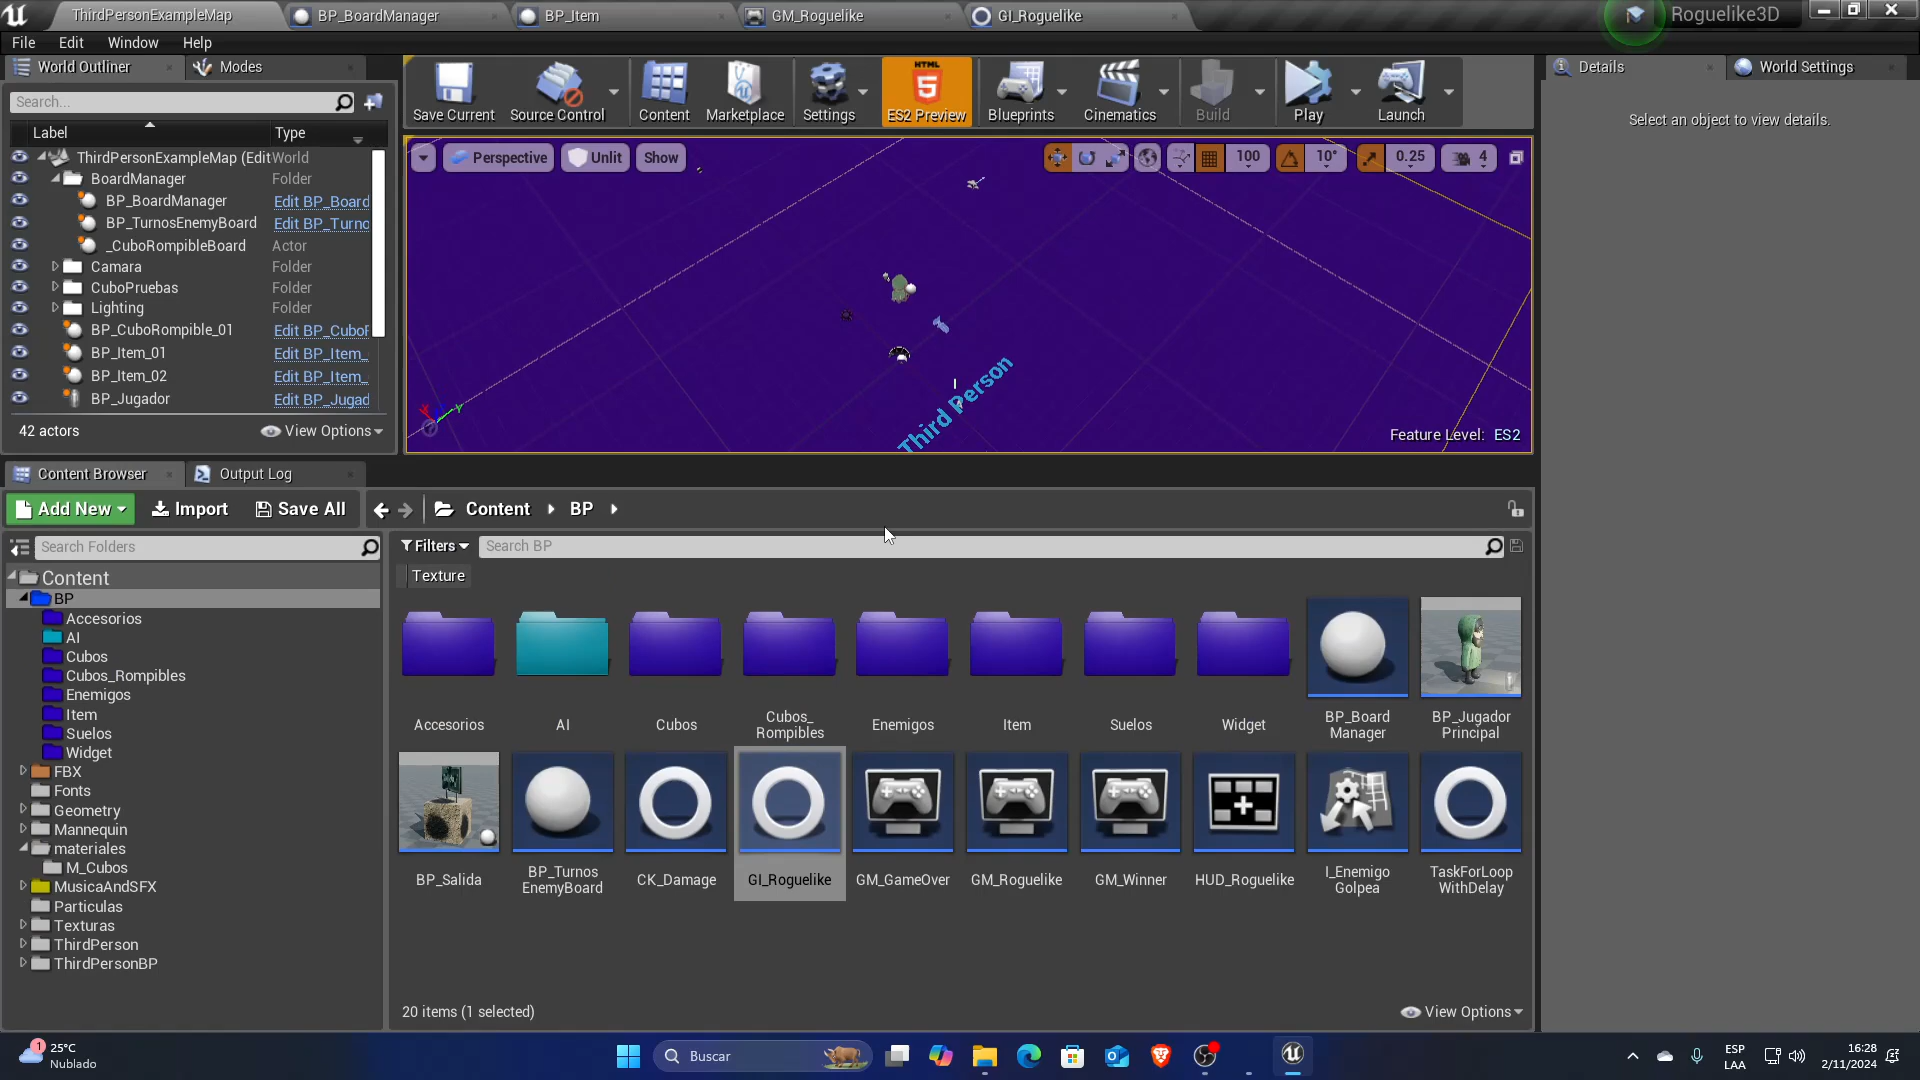 ThirdPersonExampleMap
BP_BoardManager
BP_Item
GM_Roguelike
GI_Roguelike
Roguelike3D
File Edit Window Help
World Outliner
Modes
Search...
Label Type
ThirdPersonExampleMap (Edit World
BoardManager Folder
BP_BoardManager Edit BP_Board
BP_TurnosEnemyBoard Edit BP_Turno
_CuboRompibleBoard Actor
Camara Folder
CuboPruebas Folder
Lighting Folder
BP_CuboRompible_01 Edit BP_Cubo
BP_Item_01 Edit BP_Item_
BP_Item_02 Edit BP_Item_
BP_Jugador Edit BP_Jugad
42 actors
View Options
Save Current
Source Control
Content
Marketplace
Settings
HTML
5
ES2 Preview
Blueprints
Cinematics
Build
Play
Launch
Perspective
Unlit
Show
100
10°
0.25
4
Third Person
X Y
Feature Level: ES2
Details
World Settings
Select an object to view details.
Content Browser
Output Log
Add New
Import
Save All
Content
BP
Search Folders
Filters
Search BP
Texture
Content
BP
Accesorios
AI
Cubos
Cubos_Rompibles
Enemigos
Item
Suelos
Widget
FBX
Fonts
Geometry
Mannequin
materiales
M_Cubos
MusicaAndSFX
Particulas
Texturas
ThirdPerson
ThirdPersonBP
Accesorios
AI
Cubos
Cubos_
Rompibles
Enemigos
Item
Suelos
Widget
BP_Board
Manager
BP_Jugador
Principal
BP_Salida
BP_Turnos
EnemyBoard
CK_Damage
GI_Roguelike
GM_GameOver
GM_Roguelike
GM_Winner
HUD_Roguelike
I_Enemigo
Golpea
TaskForLoop
WithDelay
20 items (1 selected)
View Options
1
25°C
Nublado
Buscar
ESP
LAA
16:28
2/11/2024